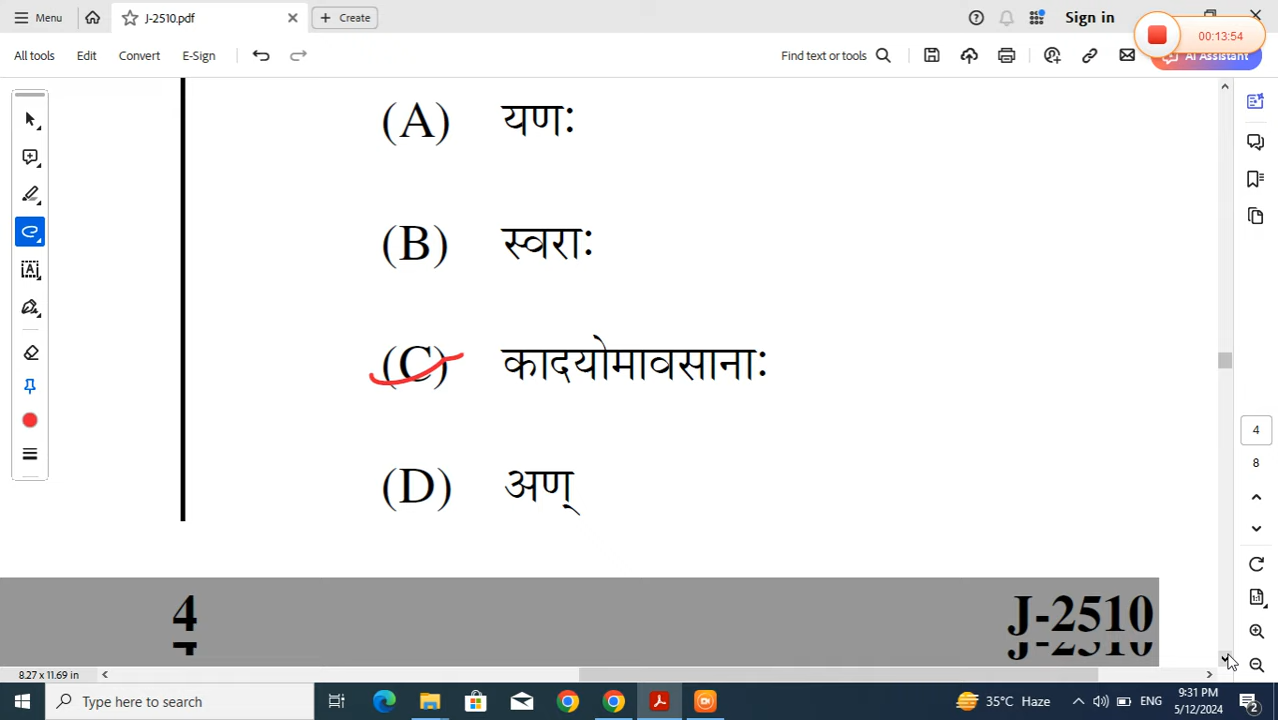 Menu
J-2510.pdf
Create
Sign in
00:13:54
All tools
Edit
Convert
E-Sign
Find text or tools
AI Assistant
(A) यण:
(B) स्वरा:
(C) कादयोमावसाना:
(D) अण्
4
8
4
J-2510
8.27 x 11.69 in
Type here to search
35°C Haze
ENG
9:31 PM
5/12/2024
2